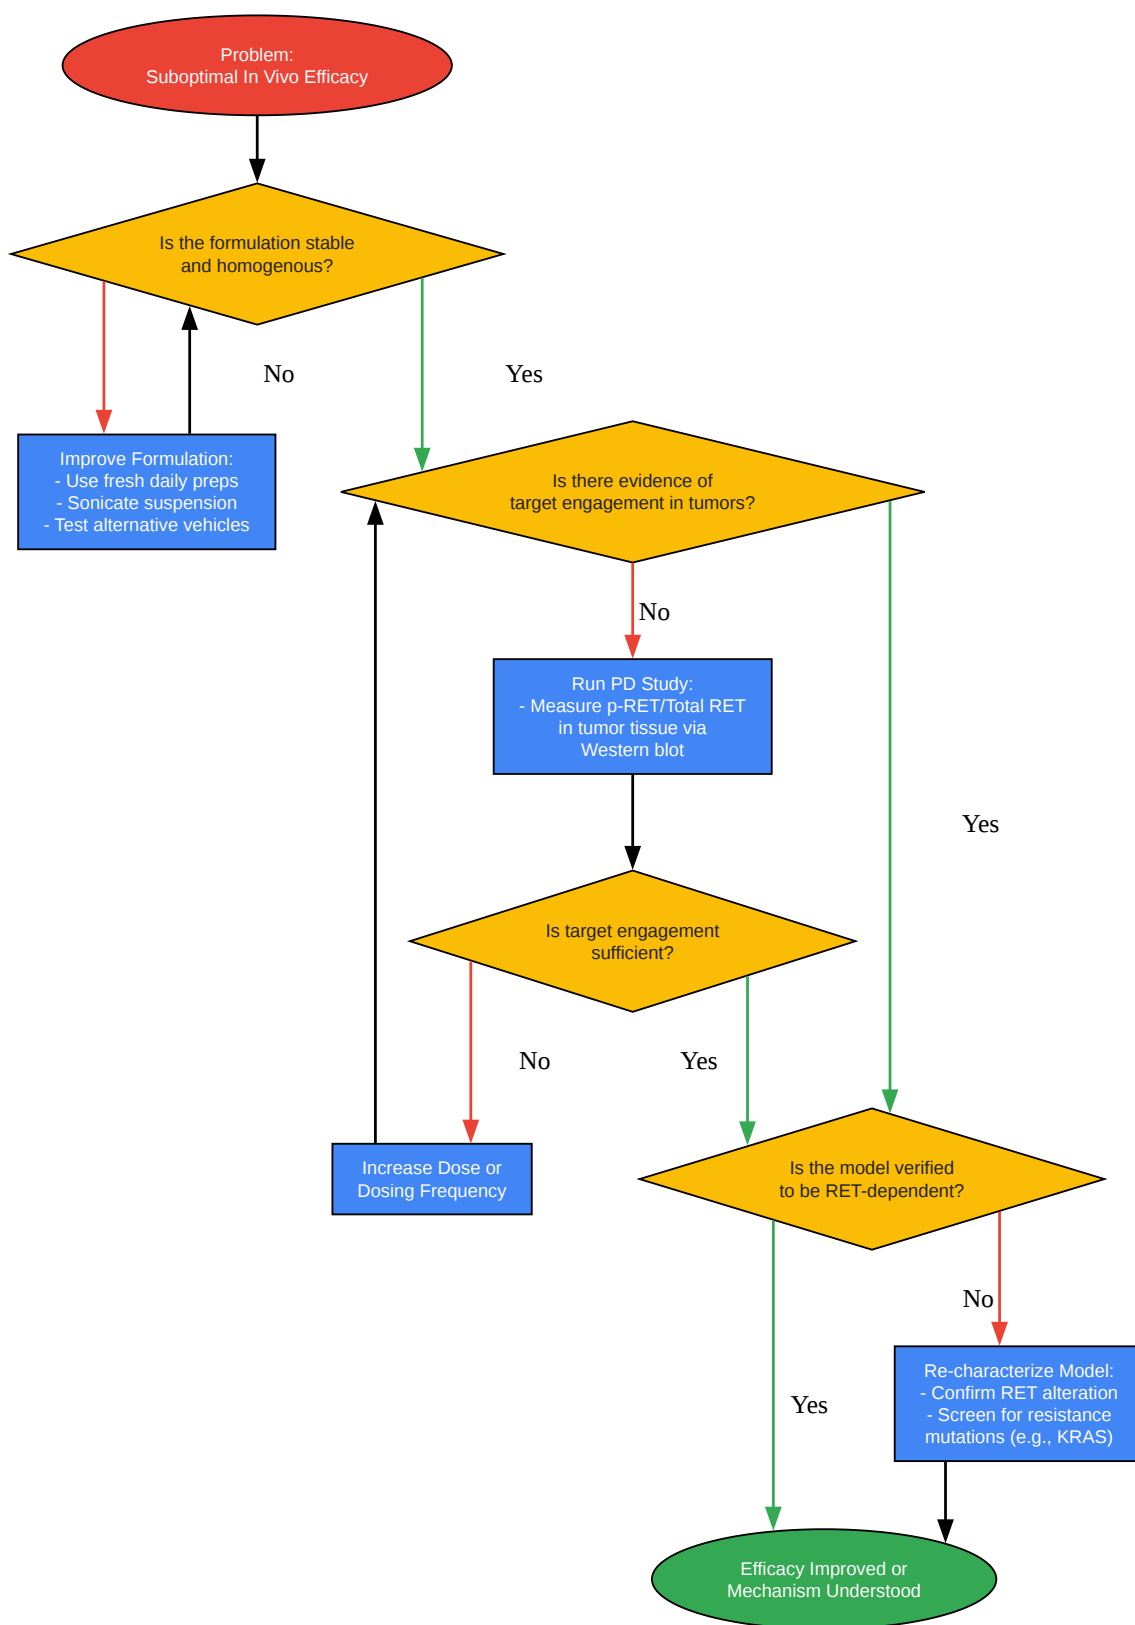 Problem:
Suboptimal In Vivo Efficacy
Is the formulation stable
and homogenous?
No
Yes
Improve Formulation:
- Use fresh daily preps
- Sonicate suspension
- Test alternative vehicles
Is there evidence of
target engagement in tumors?
No
Run PD Study:
- Measure p-RET/Total RET
in tumor tissue via
Western blot
Yes
Is target engagement
sufficient?
No
Yes
Increase Dose or
Dosing Frequency
Is the model verified
to be RET-dependent?
No
Re-characterize Model:
- Confirm RET alteration
- Screen for resistance
mutations (e.g., KRAS)
Yes
Efficacy Improved or
Mechanism Understood